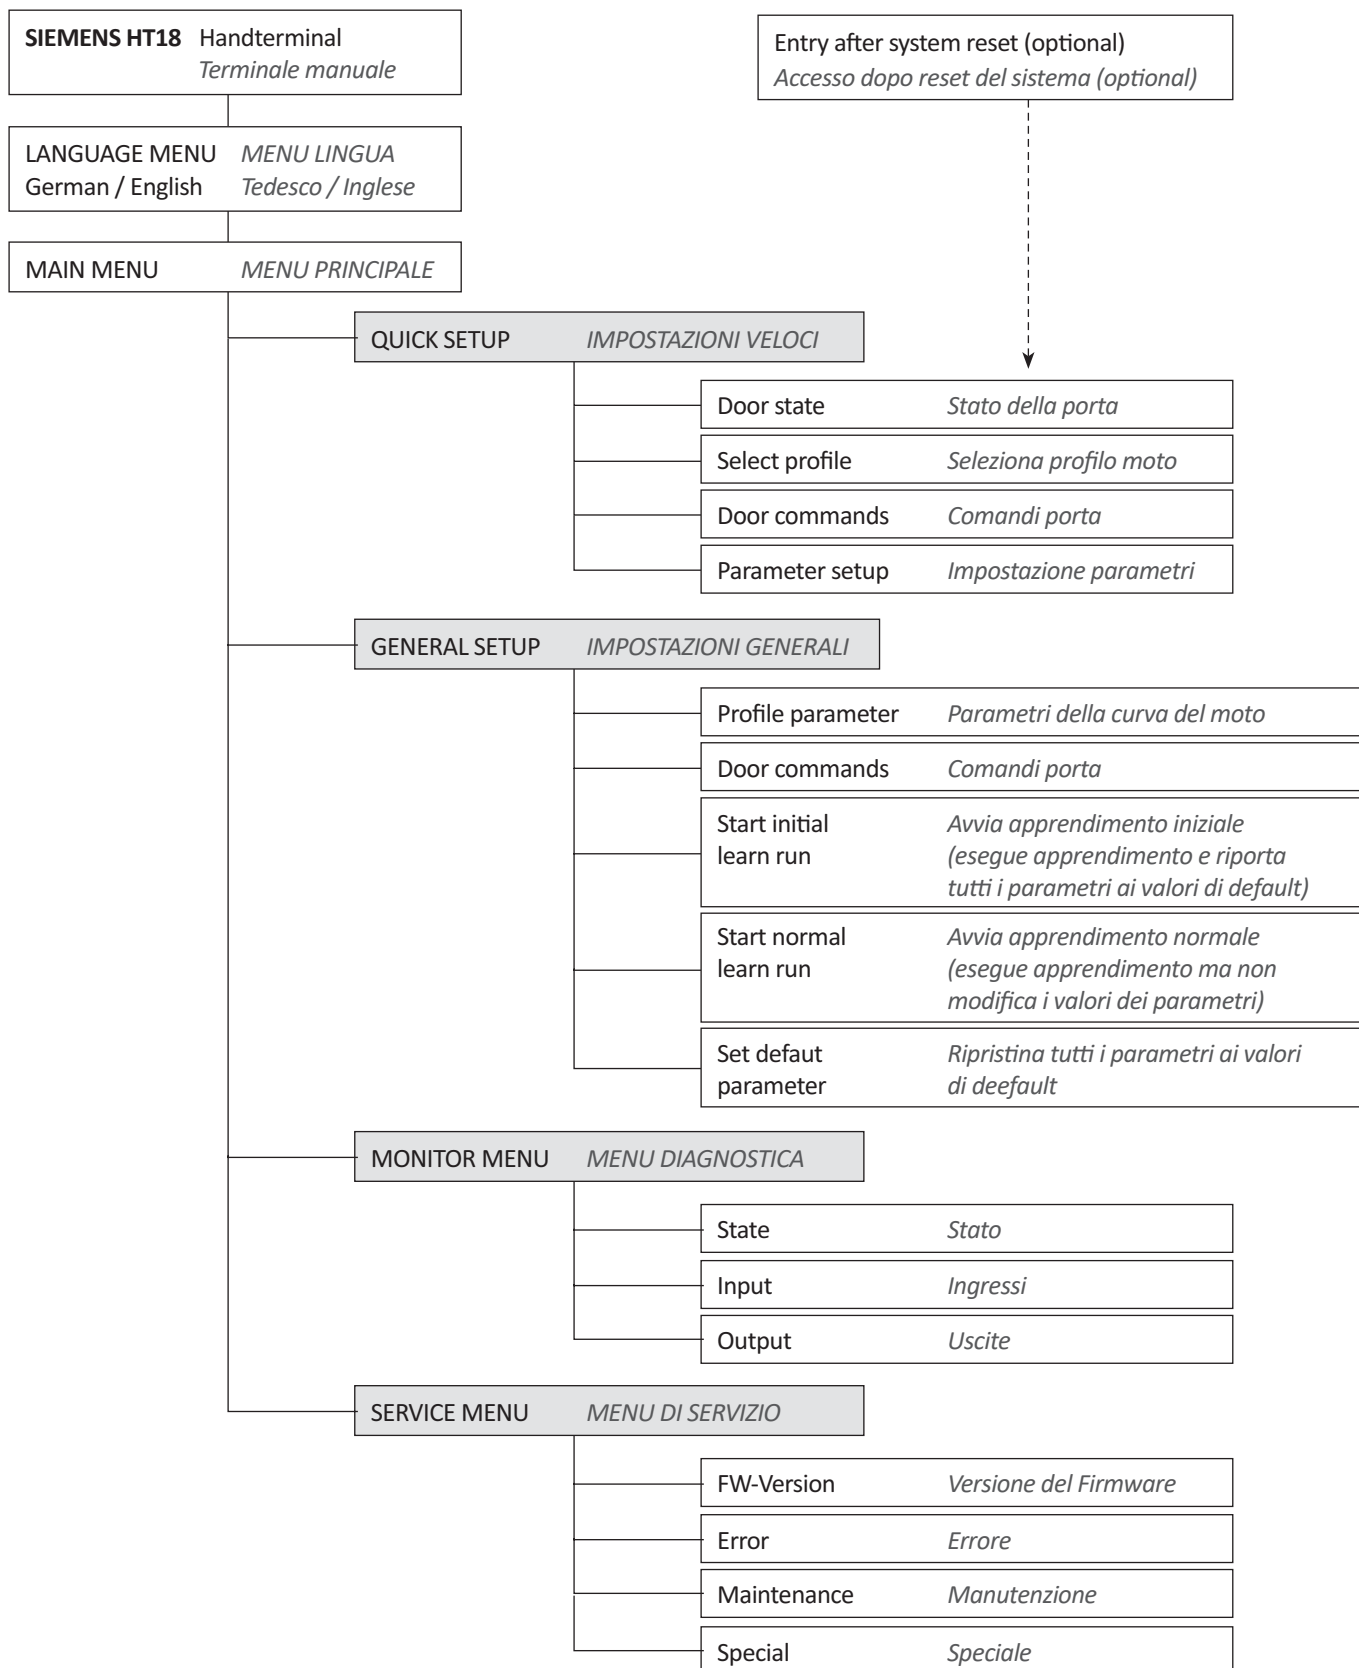 SIEMENS HT18 Handterminal
Terminale manuale
Entry after system reset (optional)
Accesso dopo reset del sistema (optional)
LANGUAGE MENU MENU LINGUA
German / English Tedesco / Inglese
MAIN MENU MENU PRINCIPALE
QUICK SETUP IMPOSTAZIONI VELOCI
Door state Stato della porta
Select profile Seleziona profilo moto
Door commands Comandi porta
Parameter setup Impostazione parametri
GENERAL SETUP IMPOSTAZIONI GENERALI
Profile parameter Parametri della curva del moto
Door commands Comandi porta
Start initial Avvia apprendimento iniziale
learn run (esegue apprendimento e riporta
tutti i parametri ai valori di default)
Start normal Avvia apprendimento normale
learn run (esegue apprendimento ma non
modifica i valori dei parametri)
Set defaut Ripristina tutti i parametri ai valori
parameter di deefault
MONITOR MENU MENU DIAGNOSTICA
State Stato
Input Ingressi
Output Uscite
SERVICE MENU MENU DI SERVIZIO
FW-Version Versione del Firmware
Error Errore
Maintenance Manutenzione
Special Speciale